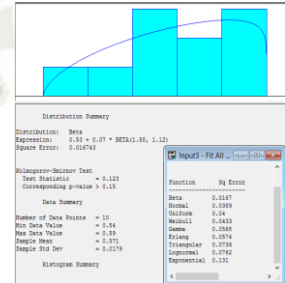 Distribution Summary
Distribution: Beta
Expression: 0.53 + 0.07 * BETA(1.58, 1.12)
Square Error: 0.016743
Kolmogorov-Smirnov Test
Test Statistic = 0.123
Corresponding p-value > 0.15
Data Summary
Number of Data Points = 10
Min Data Value = 0.54
Max Data Value = 0.59
Sample Mean = 0.571
Sample Std Dev = 0.0179
Histogram Summary
Input3 - Fit All ...
Function Sq Error
Beta 0.0167
Normal 0.0389
Uniform 0.04
Weibull 0.0433
Gamma 0.0568
Erlang 0.0574
Triangular 0.0736
Lognormal 0.0762
Exponential 0.131